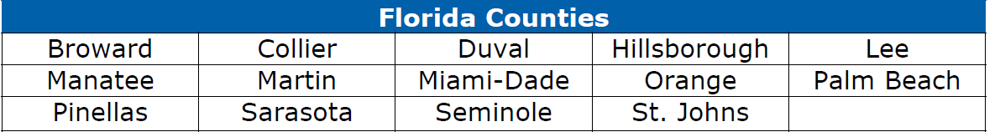 Florida Counties
Broward Collier Duval Hillsborough Lee
Manatee Martin Miami-Dade Orange Palm Beach
Pinellas Sarasota Seminole St. Johns